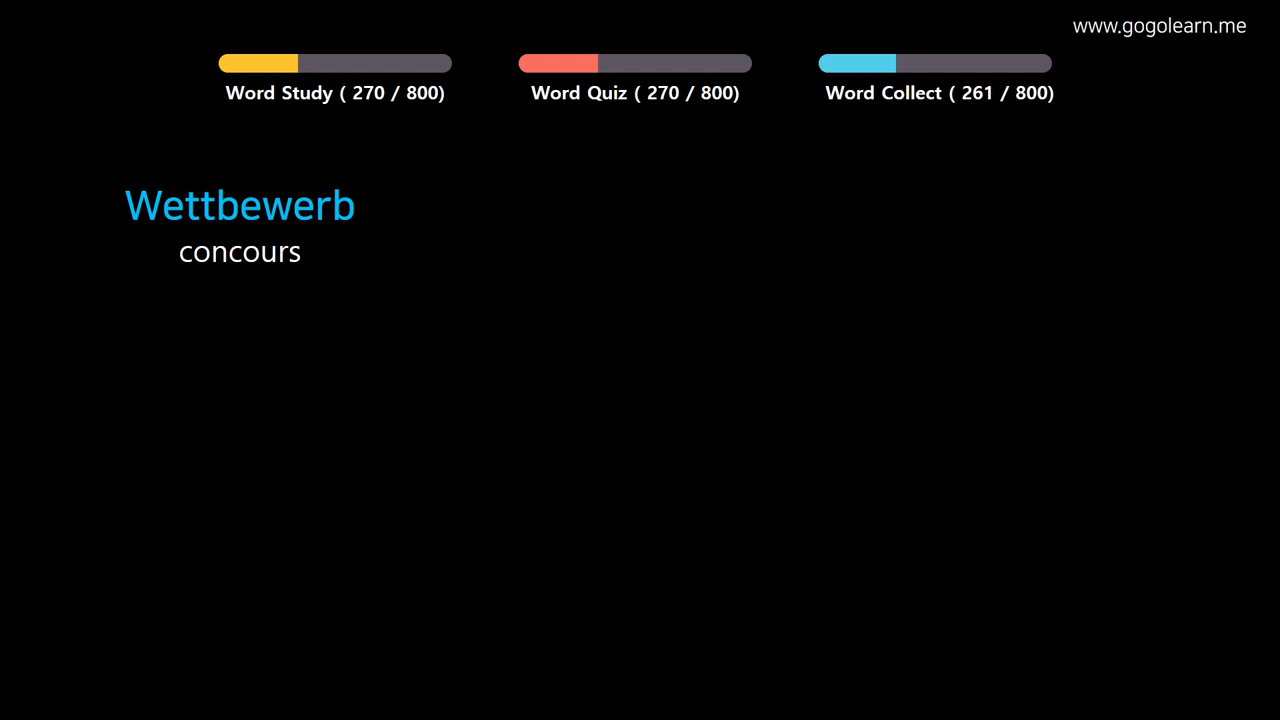 www.gogolearn.me
Word Study ( 270 / 800)
Word Quiz ( 270 / 800)
Word Collect ( 261 / 800)
Wettbewerb
concours